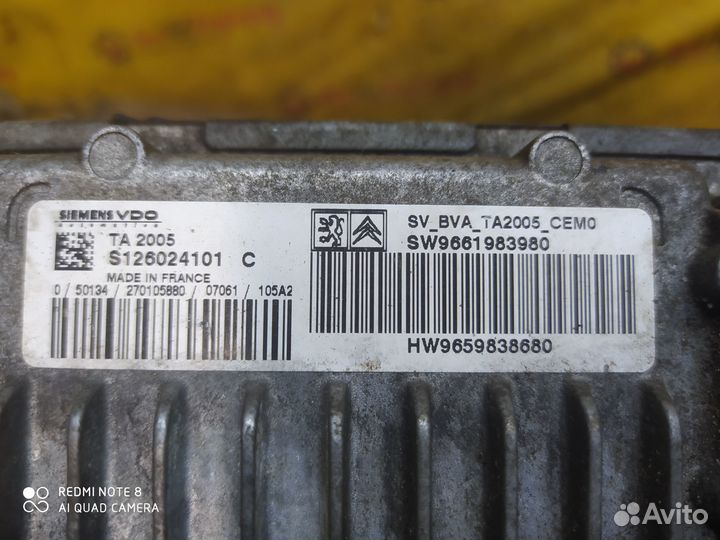 SIEMENS VDO
automotive
TA 2005
S126024101 C
MADE IN FRANCE
0 / 50134 / 270105880 / 07061 / 105A2
SV_BVA_TA2005_CEM0
SW9661983980
HW9659838680
REDMI NOTE 8
AI QUAD CAMERA
Avito